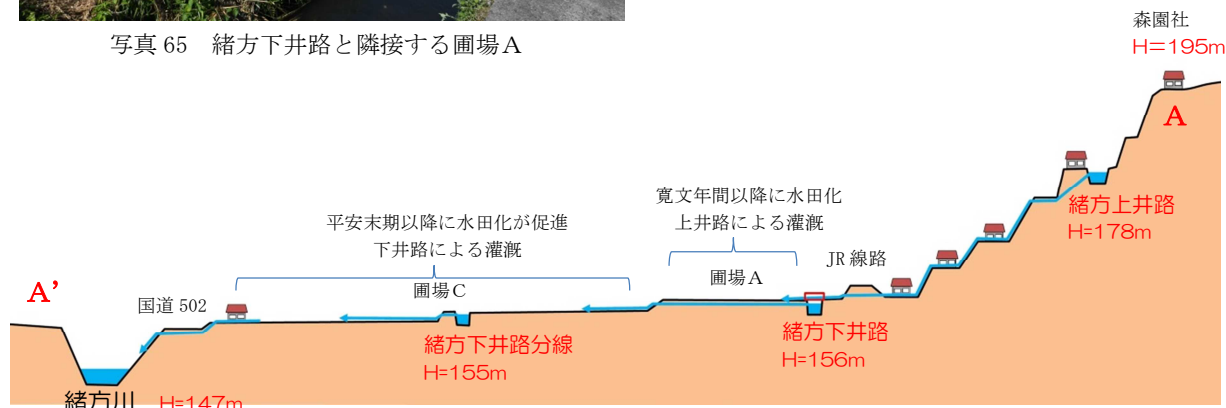 写真 65　緒方下井路と隣接する圃場A
森園社
H=195m
A
寛文年間以降に水田化
上井路による灌漑
平安末期以降に水田化が促進
下井路による灌漑
緒方上井路
H=178m
JR 線路
圃場A
圃場C
A’
国道 502
緒方下井路
H=156m
緒方下井路分線
H=155m
緒方川　H=147m